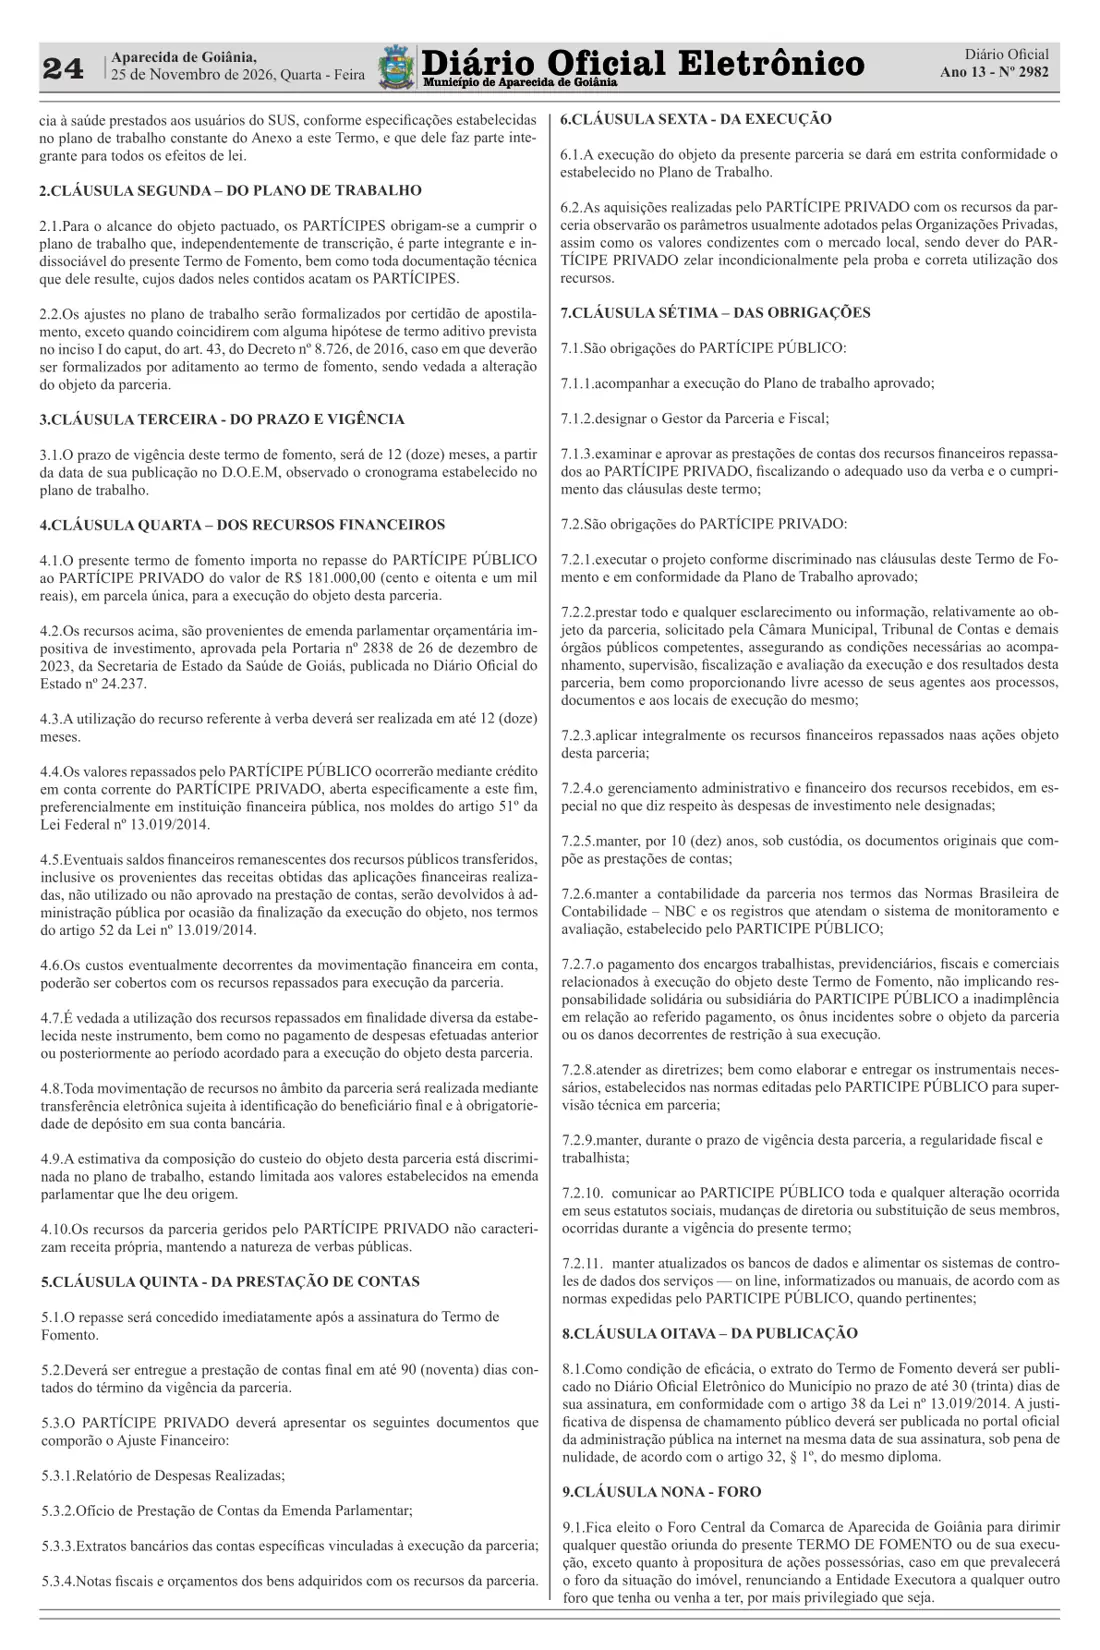 24
Aparecida de Goiânia,
25 de Novembro de 2026, Quarta - Feira
Diário Oficial Eletrônico
Município de Aparecida de Goiânia
Diário Oficial
Ano 13 - Nº 2982
cia à saúde prestados aos usuários do SUS, conforme especificações estabelecidas
no plano de trabalho constante do Anexo a este Termo, e que dele faz parte inte-
grante para todos os efeitos de lei.
2.CLÁUSULA SEGUNDA – DO PLANO DE TRABALHO
2.1.Para o alcance do objeto pactuado, os PARTÍCIPES obrigam-se a cumprir o
plano de trabalho que, independentemente de transcrição, é parte integrante e in-
dissociável do presente Termo de Fomento, bem como toda documentação técnica
que dele resulte, cujos dados neles contidos acatam os PARTÍCIPES.
2.2.Os ajustes no plano de trabalho serão formalizados por certidão de apostila-
mento, exceto quando coincidirem com alguma hipótese de termo aditivo prevista
no inciso I do caput, do art. 43, do Decreto nº 8.726, de 2016, caso em que deverão
ser formalizados por aditamento ao termo de fomento, sendo vedada a alteração
do objeto da parceria.
3.CLÁUSULA TERCEIRA - DO PRAZO E VIGÊNCIA
3.1.O prazo de vigência deste termo de fomento, será de 12 (doze) meses, a partir
da data de sua publicação no D.O.E.M, observado o cronograma estabelecido no
plano de trabalho.
4.CLÁUSULA QUARTA – DOS RECURSOS FINANCEIROS
4.1.O presente termo de fomento importa no repasse do PARTÍCIPE PÚBLICO
ao PARTÍCIPE PRIVADO do valor de R$ 181.000,00 (cento e oitenta e um mil
reais), em parcela única, para a execução do objeto desta parceria.
4.2.Os recursos acima, são provenientes de emenda parlamentar orçamentária im-
positiva de investimento, aprovada pela Portaria nº 2838 de 26 de dezembro de
2023, da Secretaria de Estado da Saúde de Goiás, publicada no Diário Oficial do
Estado nº 24.237.
4.3.A utilização do recurso referente à verba deverá ser realizada em até 12 (doze)
meses.
4.4.Os valores repassados pelo PARTÍCIPE PÚBLICO ocorrerão mediante crédito
em conta corrente do PARTÍCIPE PRIVADO, aberta especificamente a este fim,
preferencialmente em instituição financeira pública, nos moldes do artigo 51º da
Lei Federal nº 13.019/2014.
4.5.Eventuais saldos financeiros remanescentes dos recursos públicos transferidos,
inclusive os provenientes das receitas obtidas das aplicações financeiras realiza-
das, não utilizado ou não aprovado na prestação de contas, serão devolvidos à ad-
ministração pública por ocasião da finalização da execução do objeto, nos termos
do artigo 52 da Lei nº 13.019/2014.
4.6.Os custos eventualmente decorrentes da movimentação financeira em conta,
poderão ser cobertos com os recursos repassados para execução da parceria.
4.7.É vedada a utilização dos recursos repassados em finalidade diversa da estabe-
lecida neste instrumento, bem como no pagamento de despesas efetuadas anterior
ou posteriormente ao período acordado para a execução do objeto desta parceria.
4.8.Toda movimentação de recursos no âmbito da parceria será realizada mediante
transferência eletrônica sujeita à identificação do beneficiário final e à obrigatorie-
dade de depósito em sua conta bancária.
4.9.A estimativa da composição do custeio do objeto desta parceria está discrimi-
nada no plano de trabalho, estando limitada aos valores estabelecidos na emenda
parlamentar que lhe deu origem.
4.10.Os recursos da parceria geridos pelo PARTÍCIPE PRIVADO não caracteri-
zam receita própria, mantendo a natureza de verbas públicas.
5.CLÁUSULA QUINTA - DA PRESTAÇÃO DE CONTAS
5.1.O repasse será concedido imediatamente após a assinatura do Termo de
Fomento.
5.2.Deverá ser entregue a prestação de contas final em até 90 (noventa) dias con-
tados do término da vigência da parceria.
5.3.O PARTÍCIPE PRIVADO deverá apresentar os seguintes documentos que
comporão o Ajuste Financeiro:
5.3.1.Relatório de Despesas Realizadas;
5.3.2.Ofício de Prestação de Contas da Emenda Parlamentar;
5.3.3.Extratos bancários das contas específicas vinculadas à execução da parceria;
5.3.4.Notas fiscais e orçamentos dos bens adquiridos com os recursos da parceria.
6.CLÁUSULA SEXTA - DA EXECUÇÃO
6.1.A execução do objeto da presente parceria se dará em estrita conformidade o
estabelecido no Plano de Trabalho.
6.2.As aquisições realizadas pelo PARTÍCIPE PRIVADO com os recursos da par-
ceria observarão os parâmetros usualmente adotados pelas Organizações Privadas,
assim como os valores condizentes com o mercado local, sendo dever do PAR-
TÍCIPE PRIVADO zelar incondicionalmente pela proba e correta utilização dos
recursos.
7.CLÁUSULA SÉTIMA – DAS OBRIGAÇÕES
7.1.São obrigações do PARTÍCIPE PÚBLICO:
7.1.1.acompanhar a execução do Plano de trabalho aprovado;
7.1.2.designar o Gestor da Parceria e Fiscal;
7.1.3.examinar e aprovar as prestações de contas dos recursos financeiros repassa-
dos ao PARTÍCIPE PRIVADO, fiscalizando o adequado uso da verba e o cumpri-
mento das cláusulas deste termo;
7.2.São obrigações do PARTÍCIPE PRIVADO:
7.2.1.executar o projeto conforme discriminado nas cláusulas deste Termo de Fo-
mento e em conformidade da Plano de Trabalho aprovado;
7.2.2.prestar todo e qualquer esclarecimento ou informação, relativamente ao ob-
jeto da parceria, solicitado pela Câmara Municipal, Tribunal de Contas e demais
órgãos públicos competentes, assegurando as condições necessárias ao acompa-
nhamento, supervisão, fiscalização e avaliação da execução e dos resultados desta
parceria, bem como proporcionando livre acesso de seus agentes aos processos,
documentos e aos locais de execução do mesmo;
7.2.3.aplicar integralmente os recursos financeiros repassados naas ações objeto
desta parceria;
7.2.4.o gerenciamento administrativo e financeiro dos recursos recebidos, em es-
pecial no que diz respeito às despesas de investimento nele designadas;
7.2.5.manter, por 10 (dez) anos, sob custódia, os documentos originais que com-
põe as prestações de contas;
7.2.6.manter a contabilidade da parceria nos termos das Normas Brasileira de
Contabilidade – NBC e os registros que atendam o sistema de monitoramento e
avaliação, estabelecido pelo PARTICIPE PÚBLICO;
7.2.7.o pagamento dos encargos trabalhistas, previdenciários, fiscais e comerciais
relacionados à execução do objeto deste Termo de Fomento, não implicando res-
ponsabilidade solidária ou subsidiária do PARTICIPE PÚBLICO a inadimplência
em relação ao referido pagamento, os ônus incidentes sobre o objeto da parceria
ou os danos decorrentes de restrição à sua execução.
7.2.8.atender as diretrizes; bem como elaborar e entregar os instrumentais neces-
sários, estabelecidos nas normas editadas pelo PARTICIPE PÚBLICO para super-
visão técnica em parceria;
7.2.9.manter, durante o prazo de vigência desta parceria, a regularidade fiscal e
trabalhista;
7.2.10. comunicar ao PARTICIPE PÚBLICO toda e qualquer alteração ocorrida
em seus estatutos sociais, mudanças de diretoria ou substituição de seus membros,
ocorridas durante a vigência do presente termo;
7.2.11. manter atualizados os bancos de dados e alimentar os sistemas de contro-
les de dados dos serviços — on line, informatizados ou manuais, de acordo com as
normas expedidas pelo PARTICIPE PÚBLICO, quando pertinentes;
8.CLÁUSULA OITAVA – DA PUBLICAÇÃO
8.1.Como condição de eficácia, o extrato do Termo de Fomento deverá ser publi-
cado no Diário Oficial Eletrônico do Município no prazo de até 30 (trinta) dias de
sua assinatura, em conformidade com o artigo 38 da Lei nº 13.019/2014. A justi-
ficativa de dispensa de chamamento público deverá ser publicada no portal oficial
da administração pública na internet na mesma data de sua assinatura, sob pena de
nulidade, de acordo com o artigo 32, § 1º, do mesmo diploma.
9.CLÁUSULA NONA - FORO
9.1.Fica eleito o Foro Central da Comarca de Aparecida de Goiânia para dirimir
qualquer questão oriunda do presente TERMO DE FOMENTO ou de sua execu-
ção, exceto quanto à propositura de ações possessórias, caso em que prevalecerá
o foro da situação do imóvel, renunciando a Entidade Executora a qualquer outro
foro que tenha ou venha a ter, por mais privilegiado que seja.